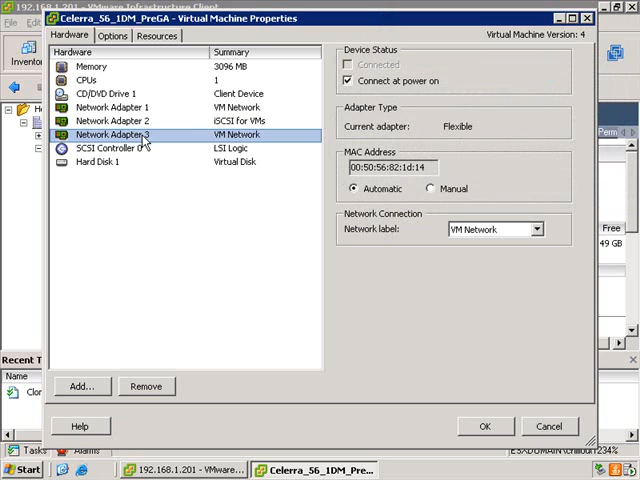 Celerra_56_1DM_PreGA - Virtual Machine Properties
192.168.1.201 - VMware Infrastructure Client
File
Hardware
Options
Resources
Virtual Machine Version: 4
Hardware
Summary
Memory
3096 MB
CPUs
1
CD/DVD Drive 1
Client Device
Network Adapter 1
VM Network
Network Adapter 2
iSCSI for VMs
Network Adapter 3
VM Network
SCSI Controller 0
LSI Logic
Hard Disk 1
Virtual Disk
Device Status
Connected
Connect at power on
Adapter Type
Current adapter:
Flexible
MAC Address
00:50:56:82:1d:14
Automatic
Manual
Network Connection
Network label:
VM Network
Inventor
Perm
Free
49 GB
Recent T
Name
Clor
Add...
Remove
Help
OK
Cancel
Tasks
Alarms
Start
192.168.1.201 - VMware...
Celerra_56_1DM_Pre...